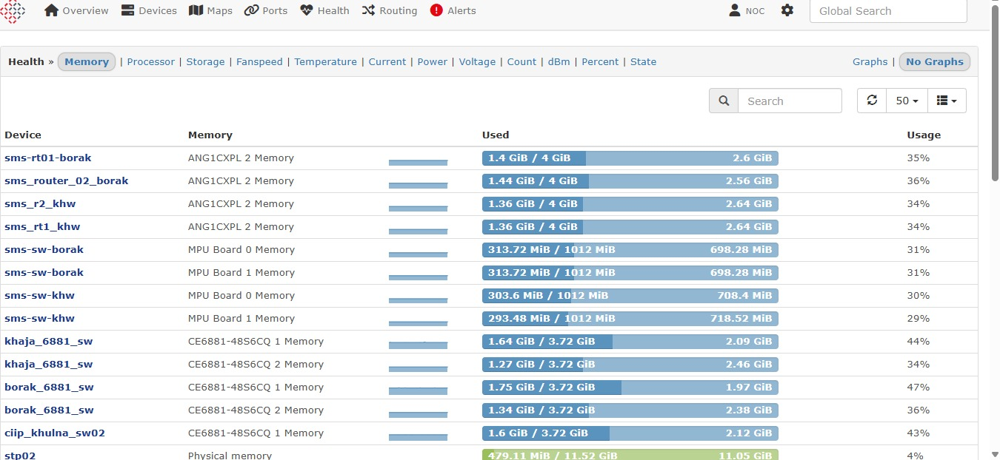 Overview Devices Maps Ports Health Routing Alerts NOC Global Search
Health » Memory | Processor | Storage | Fanspeed | Temperature | Current | Power | Voltage | Count | dBm | Percent | State Graphs | No Graphs
Search 50
Device Memory Used Usage
sms-rt01-borak ANG1CXPL 2 Memory 1.4 GiB / 4 GiB 2.6 GiB 35%
sms_router_02_borak ANG1CXPL 2 Memory 1.44 GiB / 4 GiB 2.56 GiB 36%
sms_r2_khw ANG1CXPL 2 Memory 1.36 GiB / 4 GiB 2.64 GiB 34%
sms_rt1_khw ANG1CXPL 2 Memory 1.36 GiB / 4 GiB 2.64 GiB 34%
sms-sw-borak MPU Board 0 Memory 313.72 MiB / 1012 MiB 698.28 MiB 31%
sms-sw-borak MPU Board 1 Memory 313.72 MiB / 1012 MiB 698.28 MiB 31%
sms-sw-khw MPU Board 0 Memory 303.6 MiB / 1012 MiB 708.4 MiB 30%
sms-sw-khw MPU Board 1 Memory 293.48 MiB / 1012 MiB 718.52 MiB 29%
khaja_6881_sw CE6881-48S6CQ 1 Memory 1.64 GiB / 3.72 GiB 2.09 GiB 44%
khaja_6881_sw CE6881-48S6CQ 2 Memory 1.27 GiB / 3.72 GiB 2.46 GiB 34%
borak_6881_sw CE6881-48S6CQ 1 Memory 1.75 GiB / 3.72 GiB 1.97 GiB 47%
borak_6881_sw CE6881-48S6CQ 2 Memory 1.34 GiB / 3.72 GiB 2.38 GiB 36%
ciip_khulna_sw02 CE6881-48S6CQ 1 Memory 1.6 GiB / 3.72 GiB 2.12 GiB 43%
stp02 Physical memory 479.11 MiB / 11.52 GiB 11.05 GiB 4%